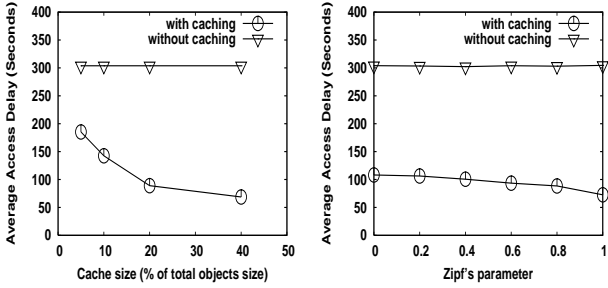 Average Access Delay (Seconds)
400
350
300
250
200
150
100
50
0
with caching
without caching
0 10 20 30 40 50
Cache size (% of total objects size)
Average Access Delay (Seconds)
400
350
300
250
200
150
100
50
0
with caching
without caching
0 0.2 0.4 0.6 0.8 1
Zipf's parameter